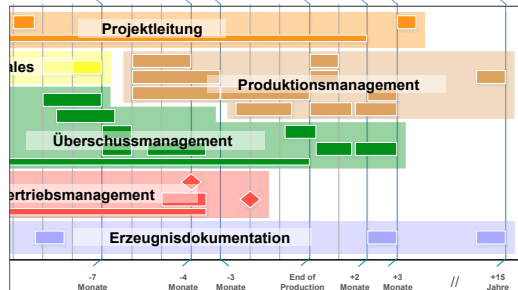 Projektleitung
ales
Produktionsmanagement
Überschussmanagement
ertriebsmanagement
Erzeugnisdokumentation
-7 Monate
-4 Monate
-3 Monate
End of Production
+2 Monate
+3 Monate
//
+15 Jahre